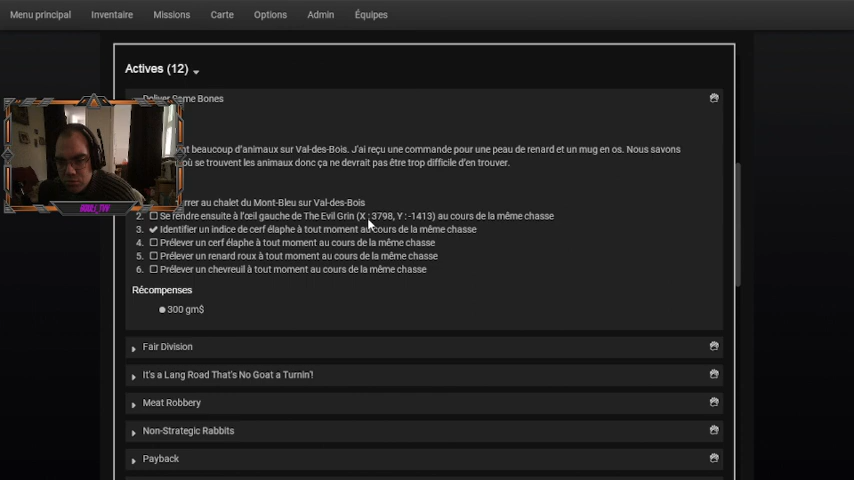 Menu principal Inventaire Missions Carte Options Admin Équipes
Actives (12)
Deliver Some Bones
nt beaucoup d'animaux sur Val-des-Bois. J'ai reçu une commande pour une peau de renard et un mug en os. Nous savons
où se trouvent les animaux donc ça ne devrait pas être trop difficile d'en trouver.
rrer au chalet du Mont-Bleu sur Val-des-Bois
2. Se rendre ensuite à l'œil gauche de The Evil Grin (X : 3798, Y : -1413) au cours de la même chasse
3. Identifier un indice de cerf élaphe à tout moment au cours de la même chasse
4. Prélever un cerf élaphe à tout moment au cours de la même chasse
5. Prélever un renard roux à tout moment au cours de la même chasse
6. Prélever un chevreuil à tout moment au cours de la même chasse
Récompenses
300 gm$
Fair Division
It's a Lang Road That's No Goat a Turnin'!
Meat Robbery
Non-Strategic Rabbits
Payback